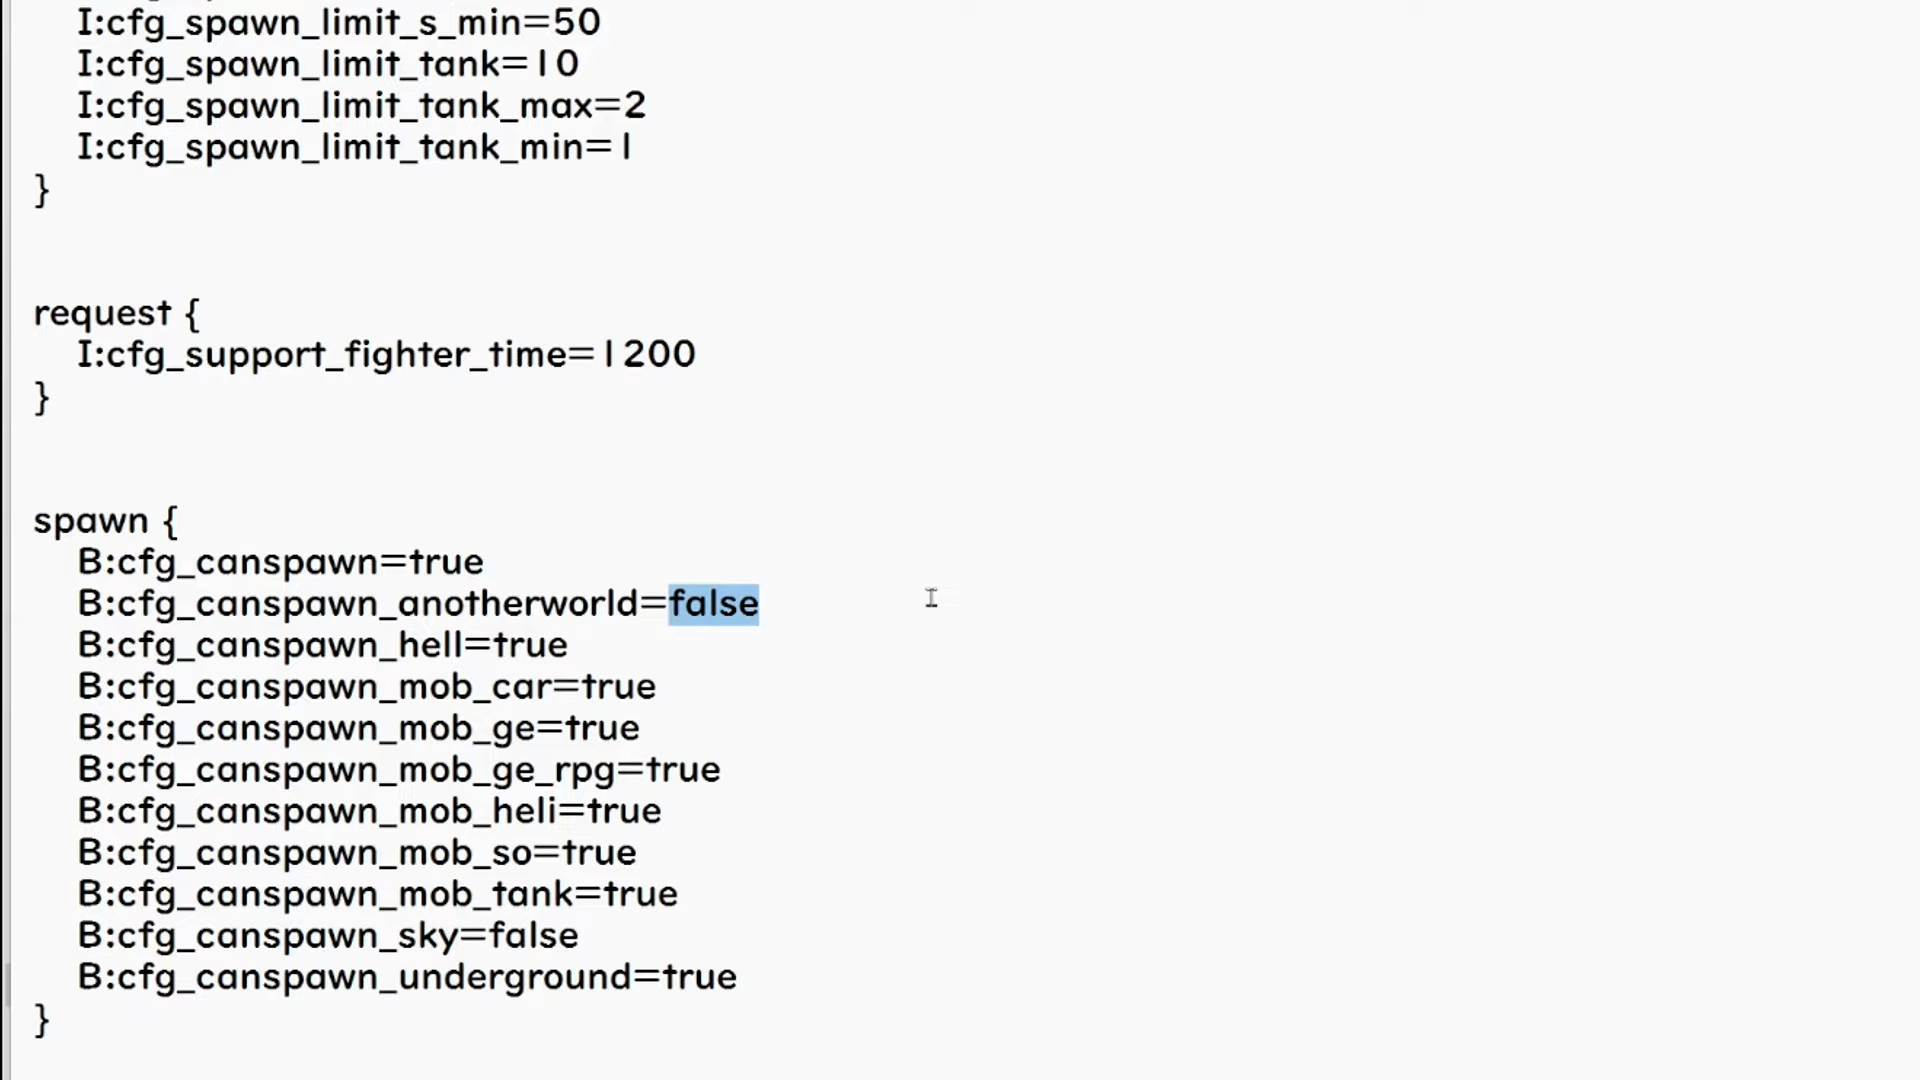 I:cfg_spawn_limit_s_min=50
I:cfg_spawn_limit_tank=10
I:cfg_spawn_limit_tank_max=2
I:cfg_spawn_limit_tank_min=1
}
request {
I:cfg_support_fighter_time=1200
}
spawn {
B:cfg_canspawn=true
B:cfg_canspawn_anotherworld=false
B:cfg_canspawn_hell=true
B:cfg_canspawn_mob_car=true
B:cfg_canspawn_mob_ge=true
B:cfg_canspawn_mob_ge_rpg=true
B:cfg_canspawn_mob_heli=true
B:cfg_canspawn_mob_so=true
B:cfg_canspawn_mob_tank=true
B:cfg_canspawn_sky=false
B:cfg_canspawn_underground=true
}